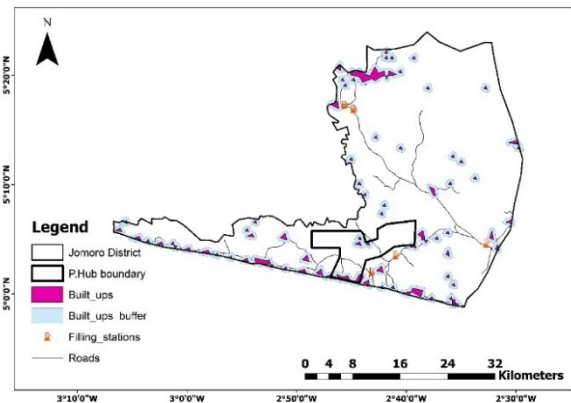 N
5°20'0"N
5°10'0"N
5°0'0"N
Legend
Jomoro District
P.Hub boundary
Built_ups
Built_ups_buffer
Filling_stations
Roads
0 4 8 16 24 32
Kilometers
3°10'0"W 3°0'0"W 2°50'0"W 2°40'0"W 2°30'0"W